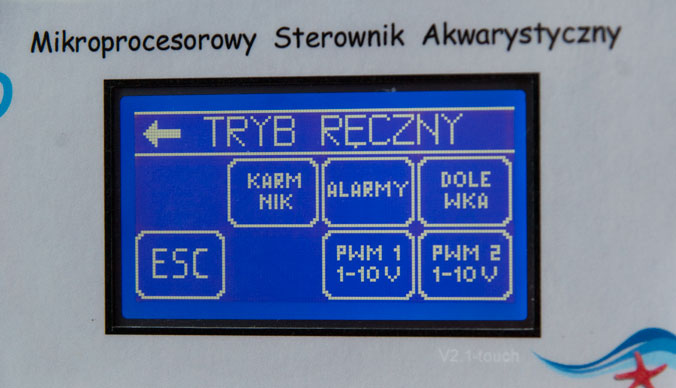 Mikroprocesorowy Sterownik Akwarystyczny
← TRYB RĘCZNY
KARM
NIK
ALARMY
DOLE
WKA
ESC
PWM 1
1-10V
PWM 2
1-10V
V2.1-touch